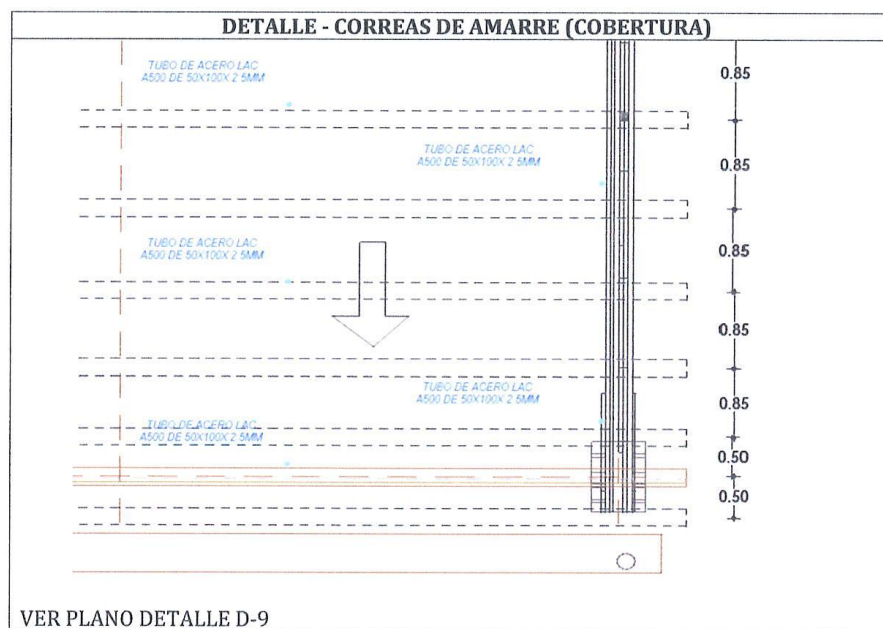 DETALLE - CORREAS DE AMARRE (COBERTURA)
TUBO DE ACERO LAC
A500 DE 50X100X 2 5MM
0.85
TUBO DE ACERO LAC
A500 DE 50X100X 2 5MM
0.85
TUBO DE ACERO LAC
A500 DE 50X100X 2 5MM
0.85
0.85
TUBO DE ACERO LAC
A500 DE 50X100X 2 5MM
0.85
TUBO DE ACERO LAC
A500 DE 50X100X 2 5MM
0.50
0.50
VER PLANO DETALLE D-9